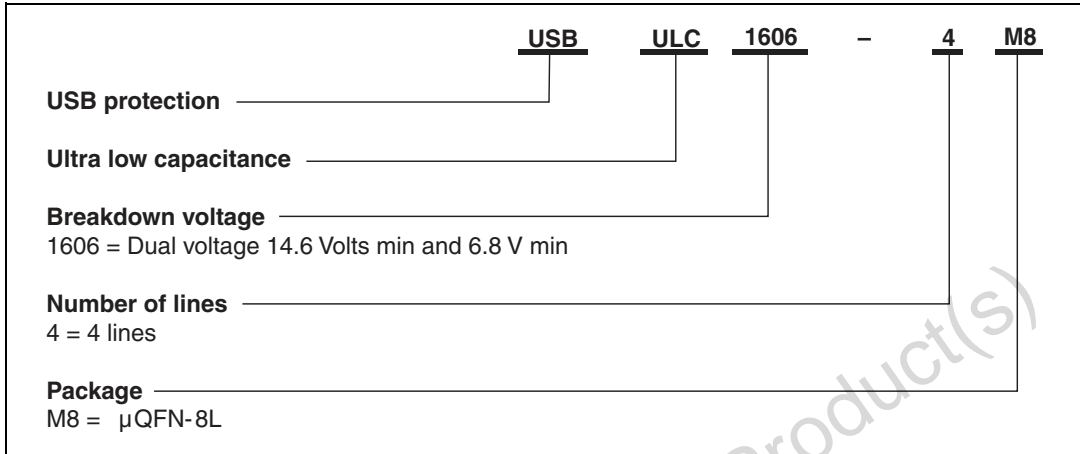 USB ULC 1606 – 4 M8
USB protection
Ultra low capacitance
Breakdown voltage
1606 = Dual voltage 14.6 Volts min and 6.8 V min
Number of lines
4 = 4 lines
Package
M8 = µQFN-8L
Product(s)